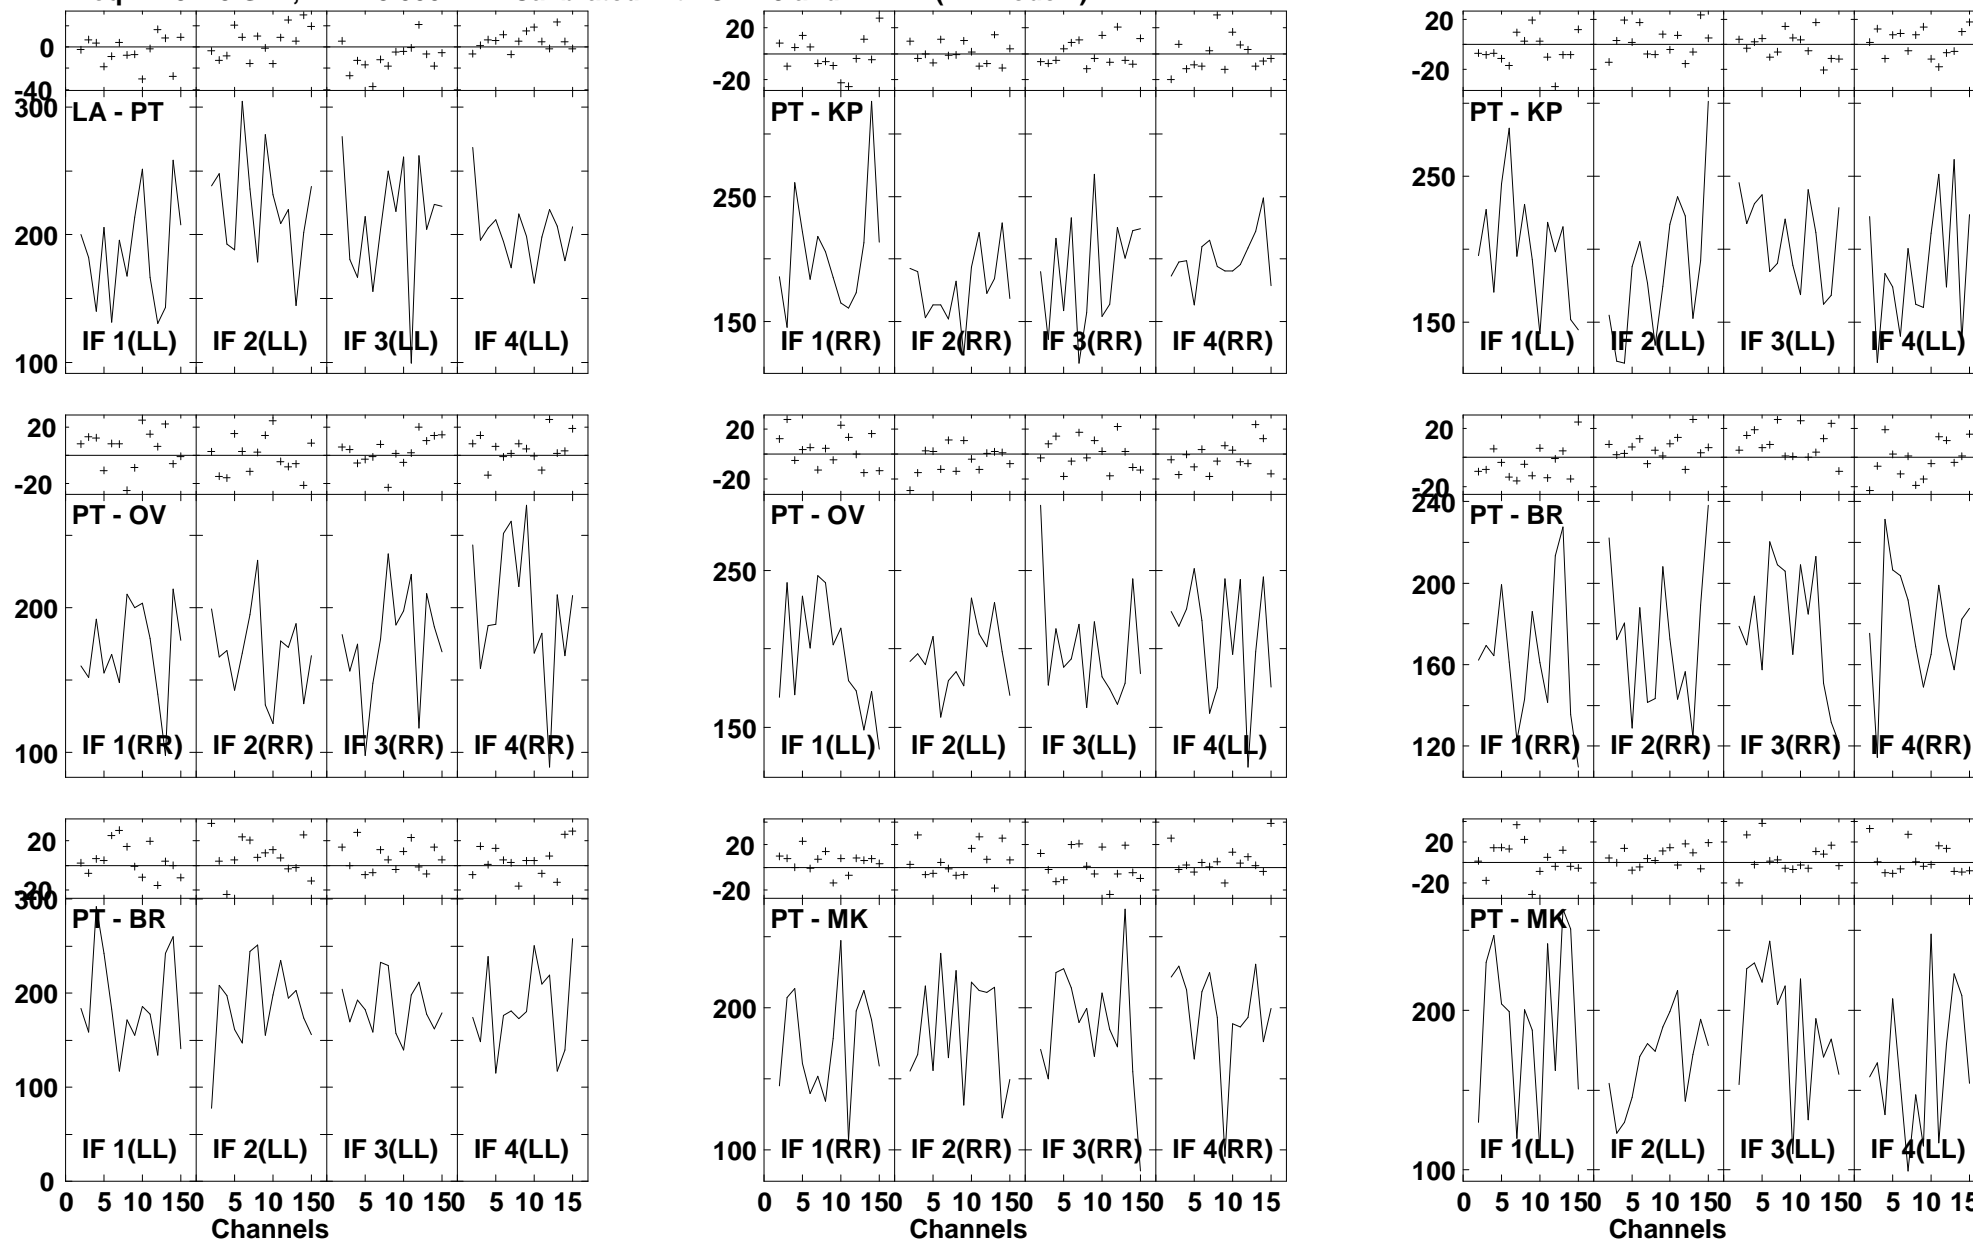 20 0 -40
20 -20
20 -20
LA - PT
PT - KP
PT - KP
300 200 100
250 150
250 150
IF 1(LL) IF 2(LL) IF 3(LL) IF 4(LL)
IF 1(RR) IF 2(RR) IF 3(RR) IF 4(RR)
IF 1(LL) IF 2(LL) IF 3(LL) IF 4(LL)
20 -20
20 -20
20 -20
PT - OV
PT - OV
PT - BR
200 100
250 150
240 200 160 120
IF 1(RR) IF 2(RR) IF 3(RR) IF 4(RR)
IF 1(LL) IF 2(LL) IF 3(LL) IF 4(LL)
IF 1(RR) IF 2(RR) IF 3(RR) IF 4(RR)
20 -20
20 -20
20 -20
PT - BR
PT - MK
PT - MK
300 200 100 0
200 100
200 100
IF 1(LL) IF 2(LL) IF 3(LL) IF 4(LL)
IF 1(RR) IF 2(RR) IF 3(RR) IF 4(RR)
IF 1(LL) IF 2(LL) IF 3(LL) IF 4(LL)
0 5 10 150 5 10 150 5 10 150 5 10 15
0 5 10 150 5 10 150 5 10 150 5 10 15
0 5 10 150 5 10 150 5 10 150 5 10 15
Channels
Channels
Channels